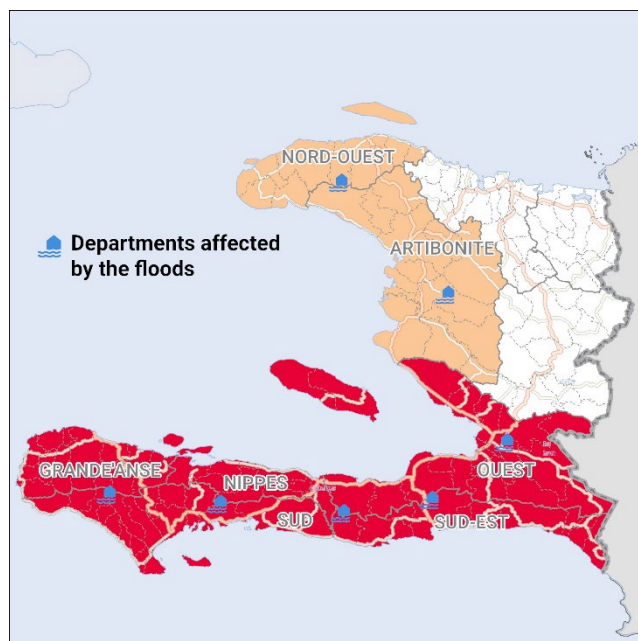 NORD-OUEST
ARTIBONITE
Departments affected
by the floods
GRANDE'ANSE
NIPPES
OUEST
SUD
SUD-EST